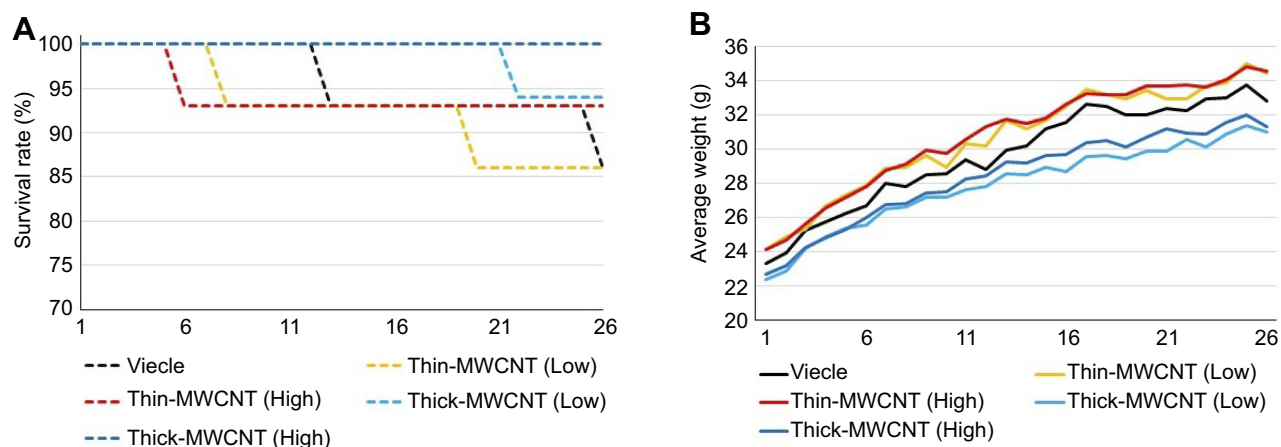 A
Survival rate (%)
100
95
90
85
80
75
70
1 6 11 16 21 26
Viecle
Thin-MWCNT (Low)
Thin-MWCNT (High)
Thick-MWCNT (Low)
Thick-MWCNT (High)
B
Average weight (g)
36
34
32
30
28
26
24
22
20
1 6 11 16 21 26
Viecle
Thin-MWCNT (Low)
Thin-MWCNT (High)
Thick-MWCNT (Low)
Thick-MWCNT (High)